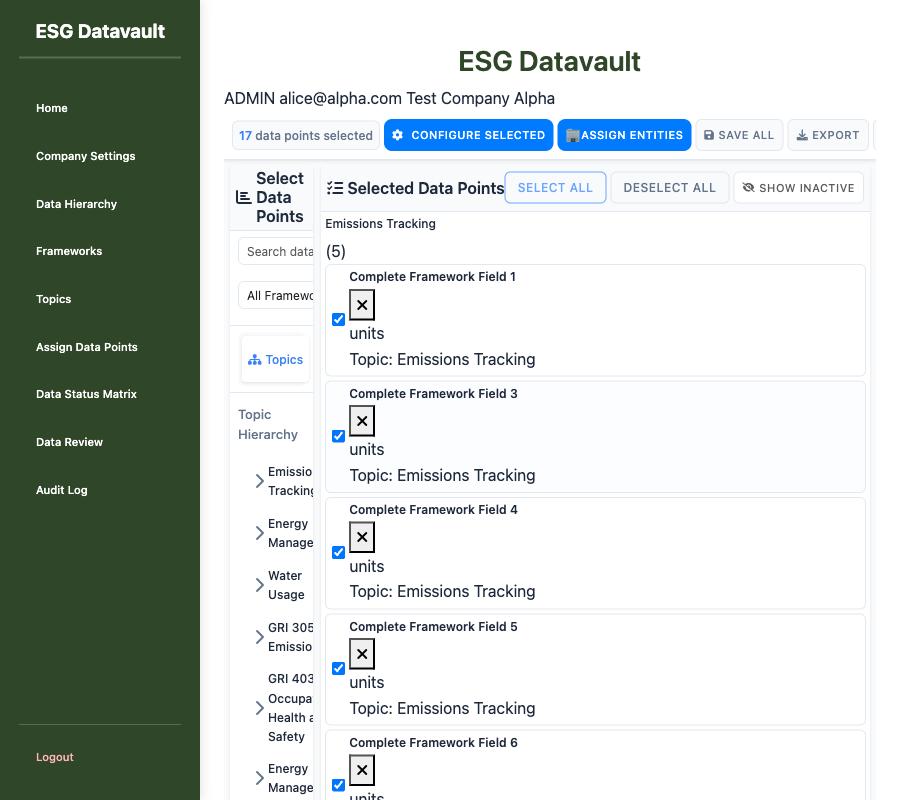 ESG Datavault
Home
Company Settings
Data Hierarchy
Frameworks
Topics
Assign Data Points
Data Status Matrix
Data Review
Audit Log
Logout
ESG Datavault
ADMIN alice@alpha.com Test Company Alpha
17 data points selected
CONFIGURE SELECTED
ASSIGN ENTITIES
SAVE ALL
EXPORT
Select
Data
Points
Search data
All Framewo
Topics
Topic
Hierarchy
Emissio
Tracking
Energy
Manage
Water
Usage
GRI 305
Emissio
GRI 403
Occupa
Health a
Safety
Energy
Manage
Selected Data Points
SELECT ALL
DESELECT ALL
SHOW INACTIVE
Emissions Tracking
(5)
Complete Framework Field 1
units
Topic: Emissions Tracking
Complete Framework Field 3
units
Topic: Emissions Tracking
Complete Framework Field 4
units
Topic: Emissions Tracking
Complete Framework Field 5
units
Topic: Emissions Tracking
Complete Framework Field 6
units